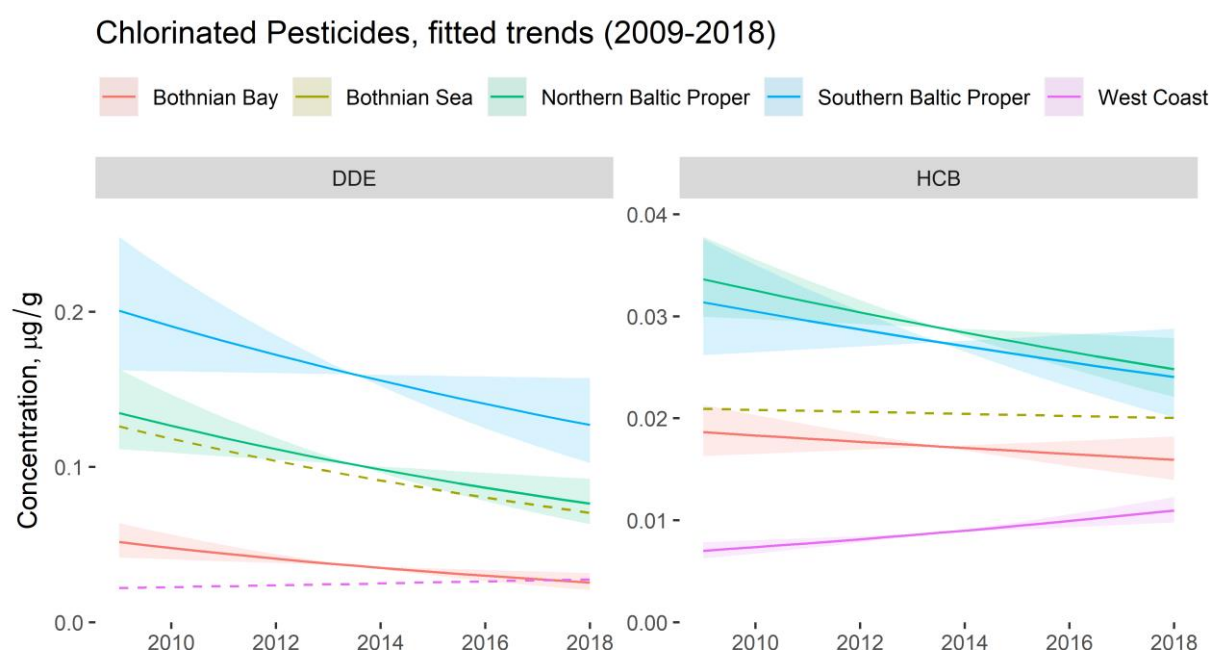 Chlorinated Pesticides, fitted trends (2009-2018)
Bothnian Bay Bothnian Sea Northern Baltic Proper Southern Baltic Proper West Coast
DDE HCB
Concentration, µg/g
0.2
0.1
0.0
2010 2012 2014 2016 2018
0.04
0.03
0.02
0.01
0.00
2010 2012 2014 2016 2018